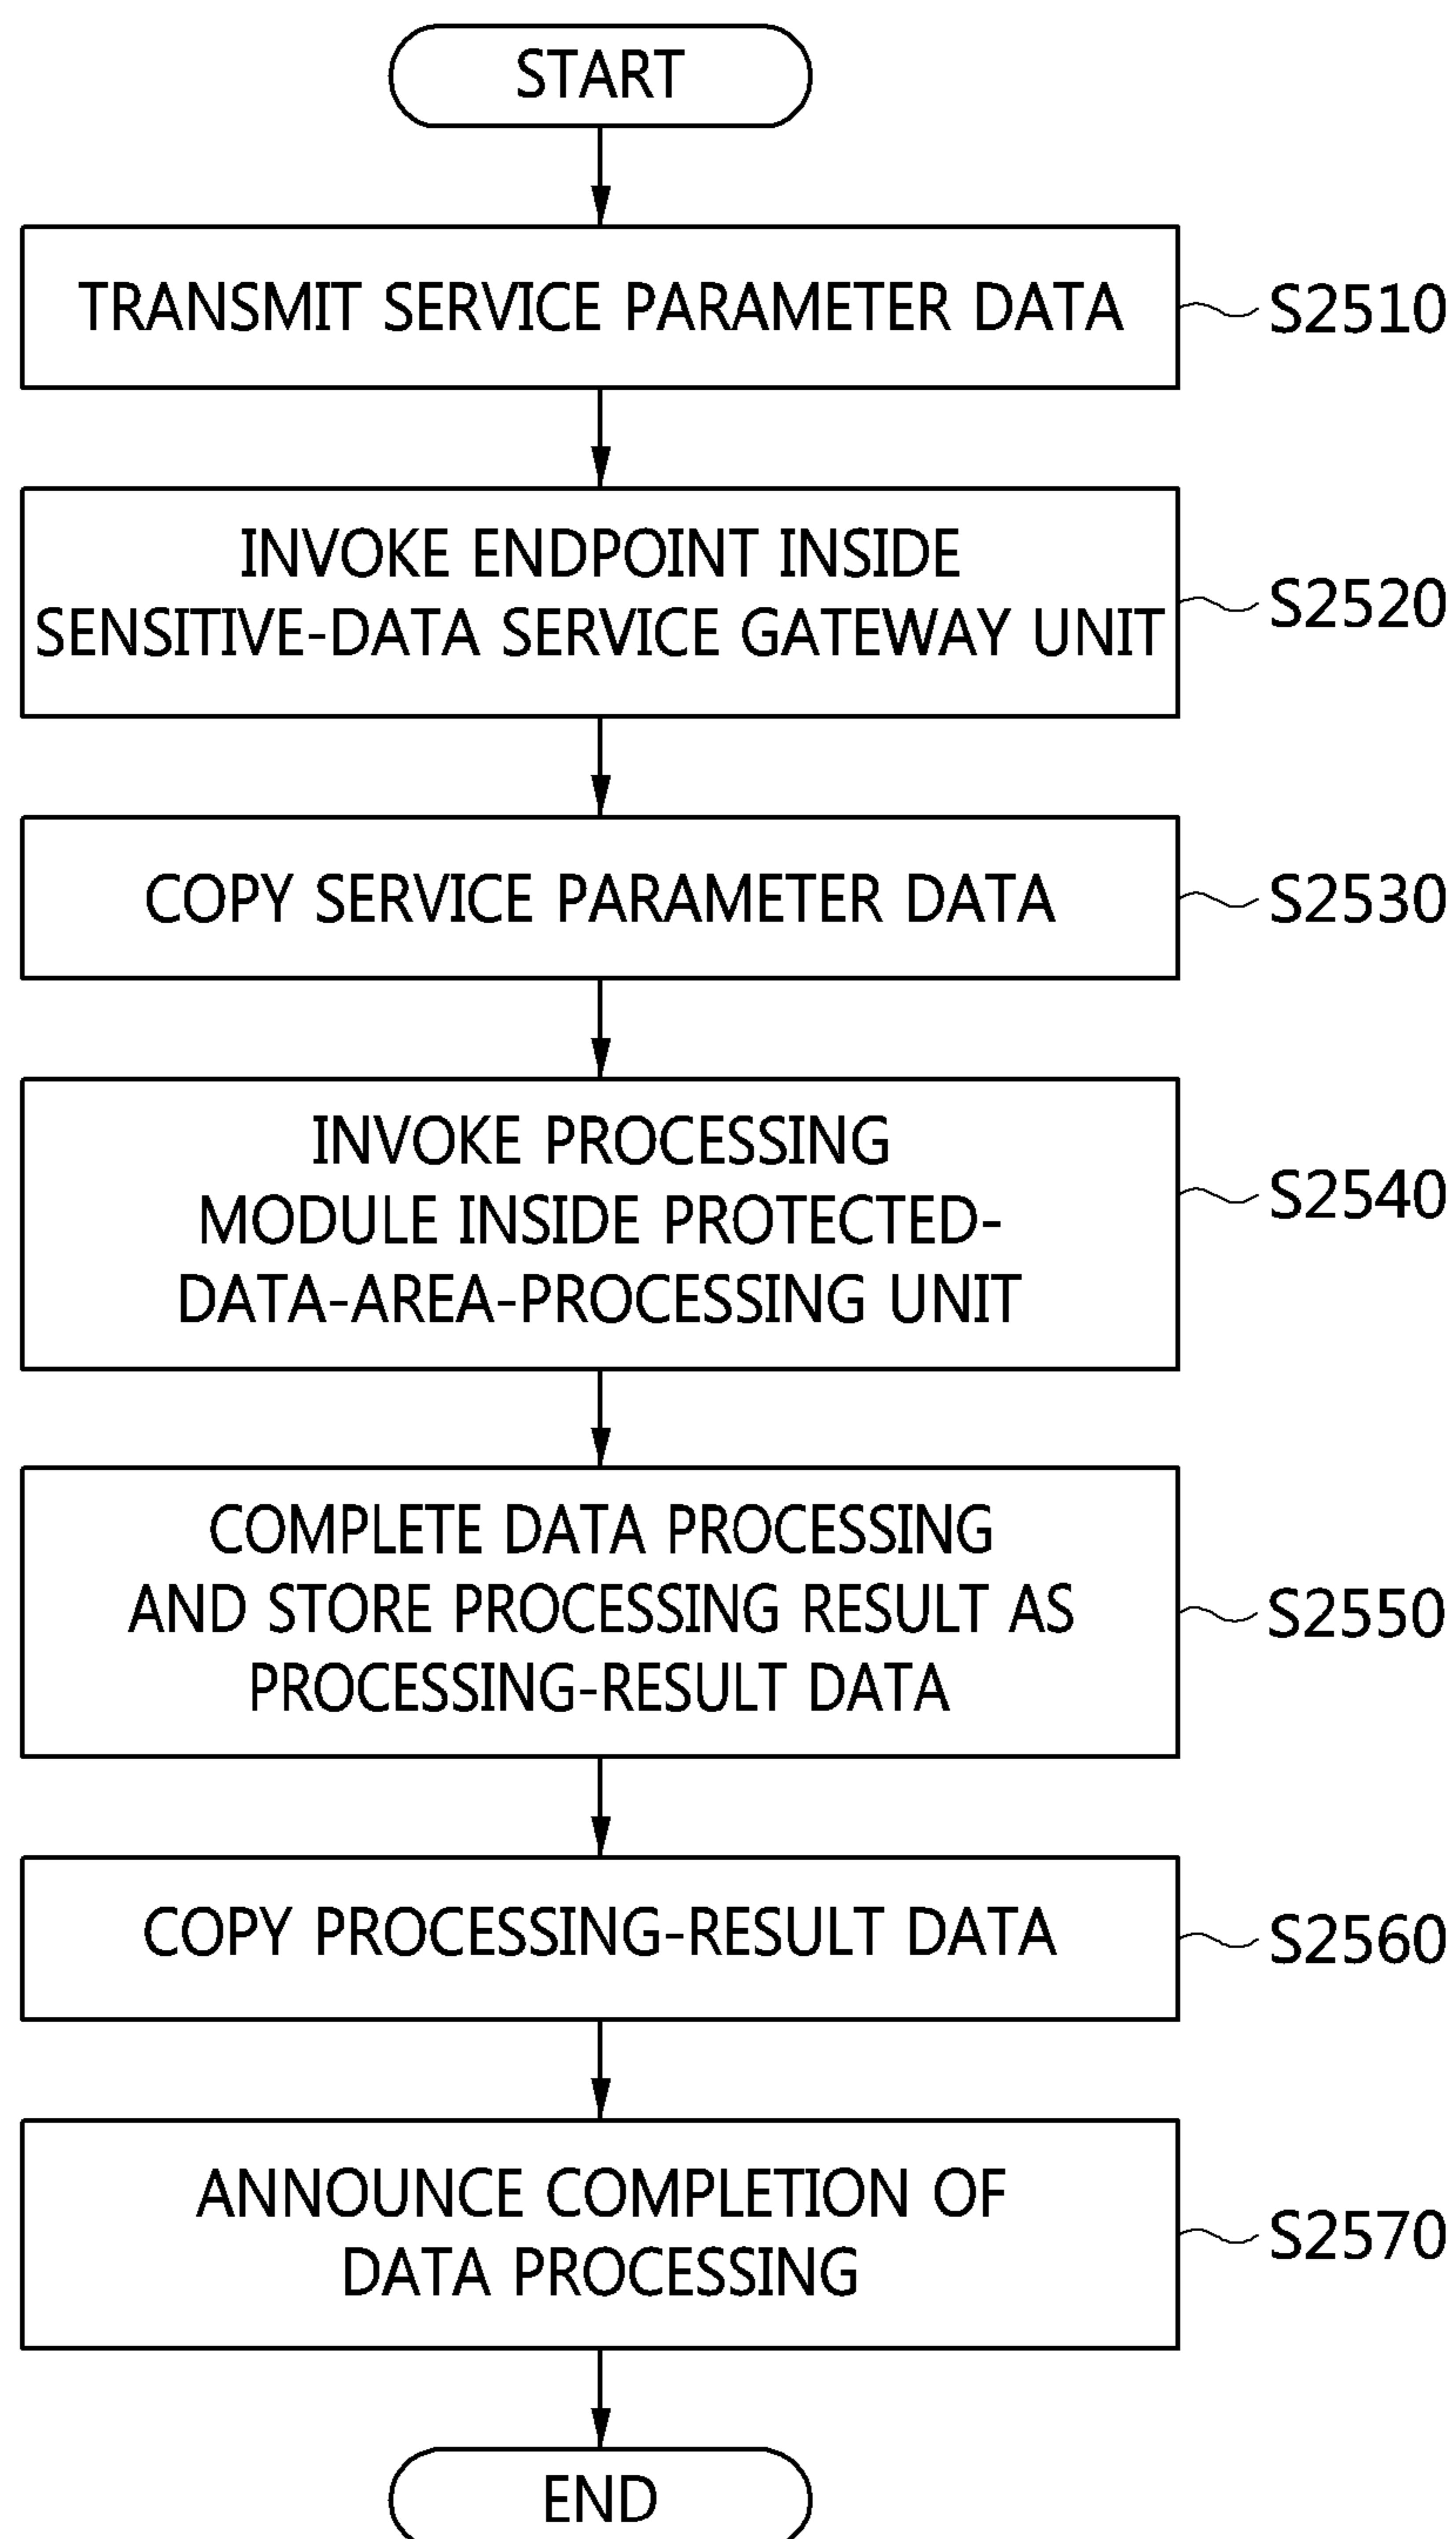 START
TRANSMIT SERVICE PARAMETER DATA
S2510
INVOKE ENDPOINT INSIDE
SENSITIVE-DATA SERVICE GATEWAY UNIT
S2520
COPY SERVICE PARAMETER DATA
S2530
INVOKE PROCESSING
MODULE INSIDE PROTECTED-
DATA-AREA-PROCESSING UNIT
S2540
COMPLETE DATA PROCESSING
AND STORE PROCESSING RESULT AS
PROCESSING-RESULT DATA
S2550
COPY PROCESSING-RESULT DATA
S2560
ANNOUNCE COMPLETION OF
DATA PROCESSING
S2570
END